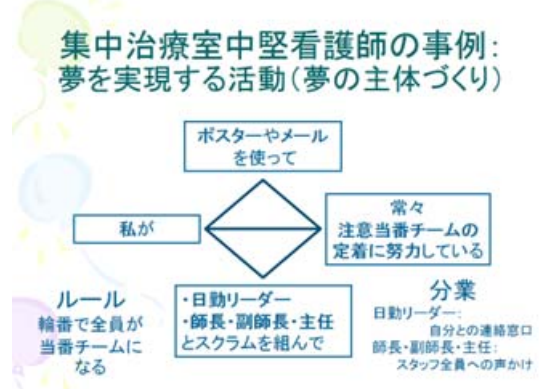 集中治療室中堅看護師の事例：
夢を実現する活動（夢の主体づくり）
ポスターやメール
を使って
私が
常々
注意当番チームの
定着に努力している
ルール
輪番で全員が
当番チームに
なる
・日勤リーダー
・師長・副師長・主任
とスクラムを組んで
分業
日勤リーダー：
自分との連絡窓口
師長・副師長・主任：
スタッフ全員への声かけ